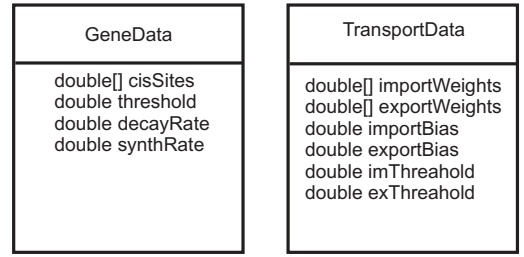 GeneData
double[] cisSites
double threshold
double decayRate
double synthRate
TransportData
double[] importWeights
double[] exportWeights
double importBias
double exportBias
double imThreahold
double exThreahold